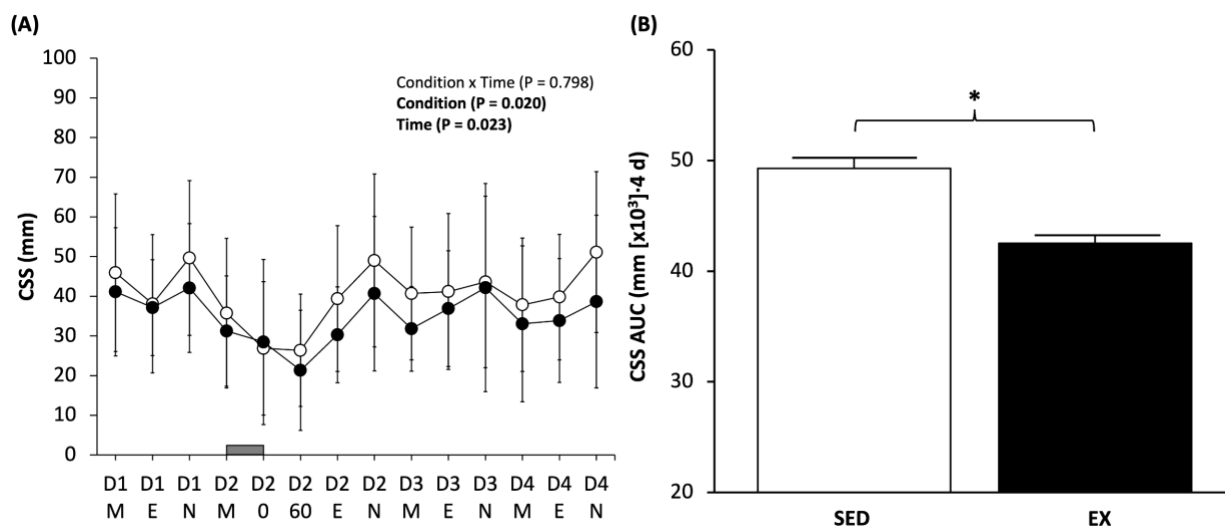 (A)
CSS (mm)
100
90
80
70
60
50
40
30
20
10
0
Condition x Time (P = 0.798)
Condition (P = 0.020)
Time (P = 0.023)
D1 D1 D1 D2 D2 D2 D2 D2 D3 D3 D3 D4 D4 D4
M E N M 0 60 E N M E N M E N
(B)
CSS AUC (mm [x10³]·4 d)
60
50
40
30
20
*
SED EX